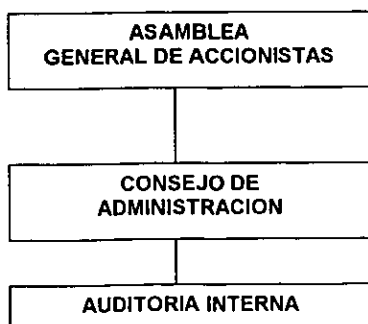 ASAMBLEA
GENERAL DE ACCIONISTAS
CONSEJO DE
ADMINISTRACION
AUDITORIA INTERNA